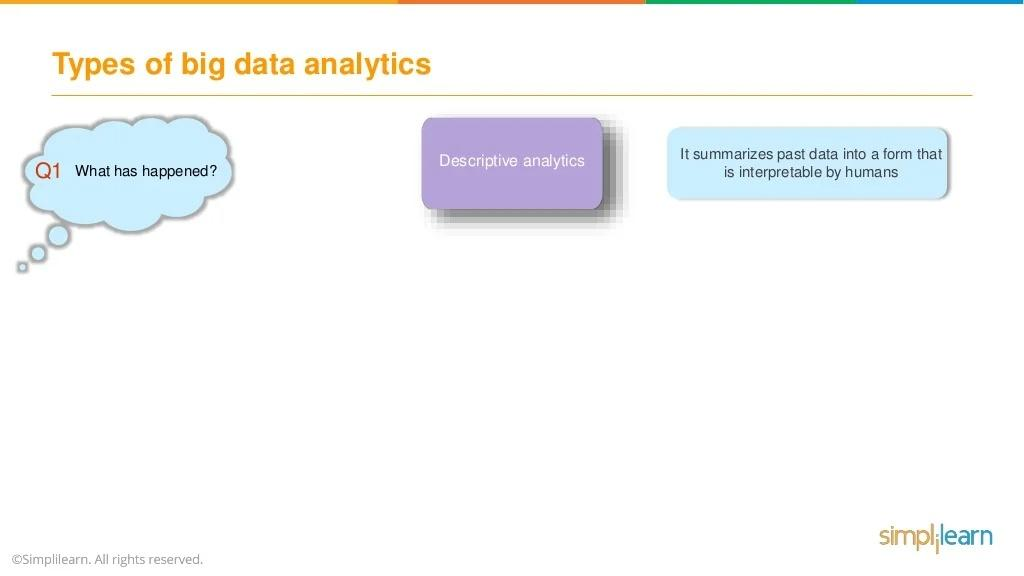 Types of big data analytics
Q1 What has happened?
Descriptive analytics
It summarizes past data into a form that
is interpretable by humans
simplilearn
©Simplilearn. All rights reserved.